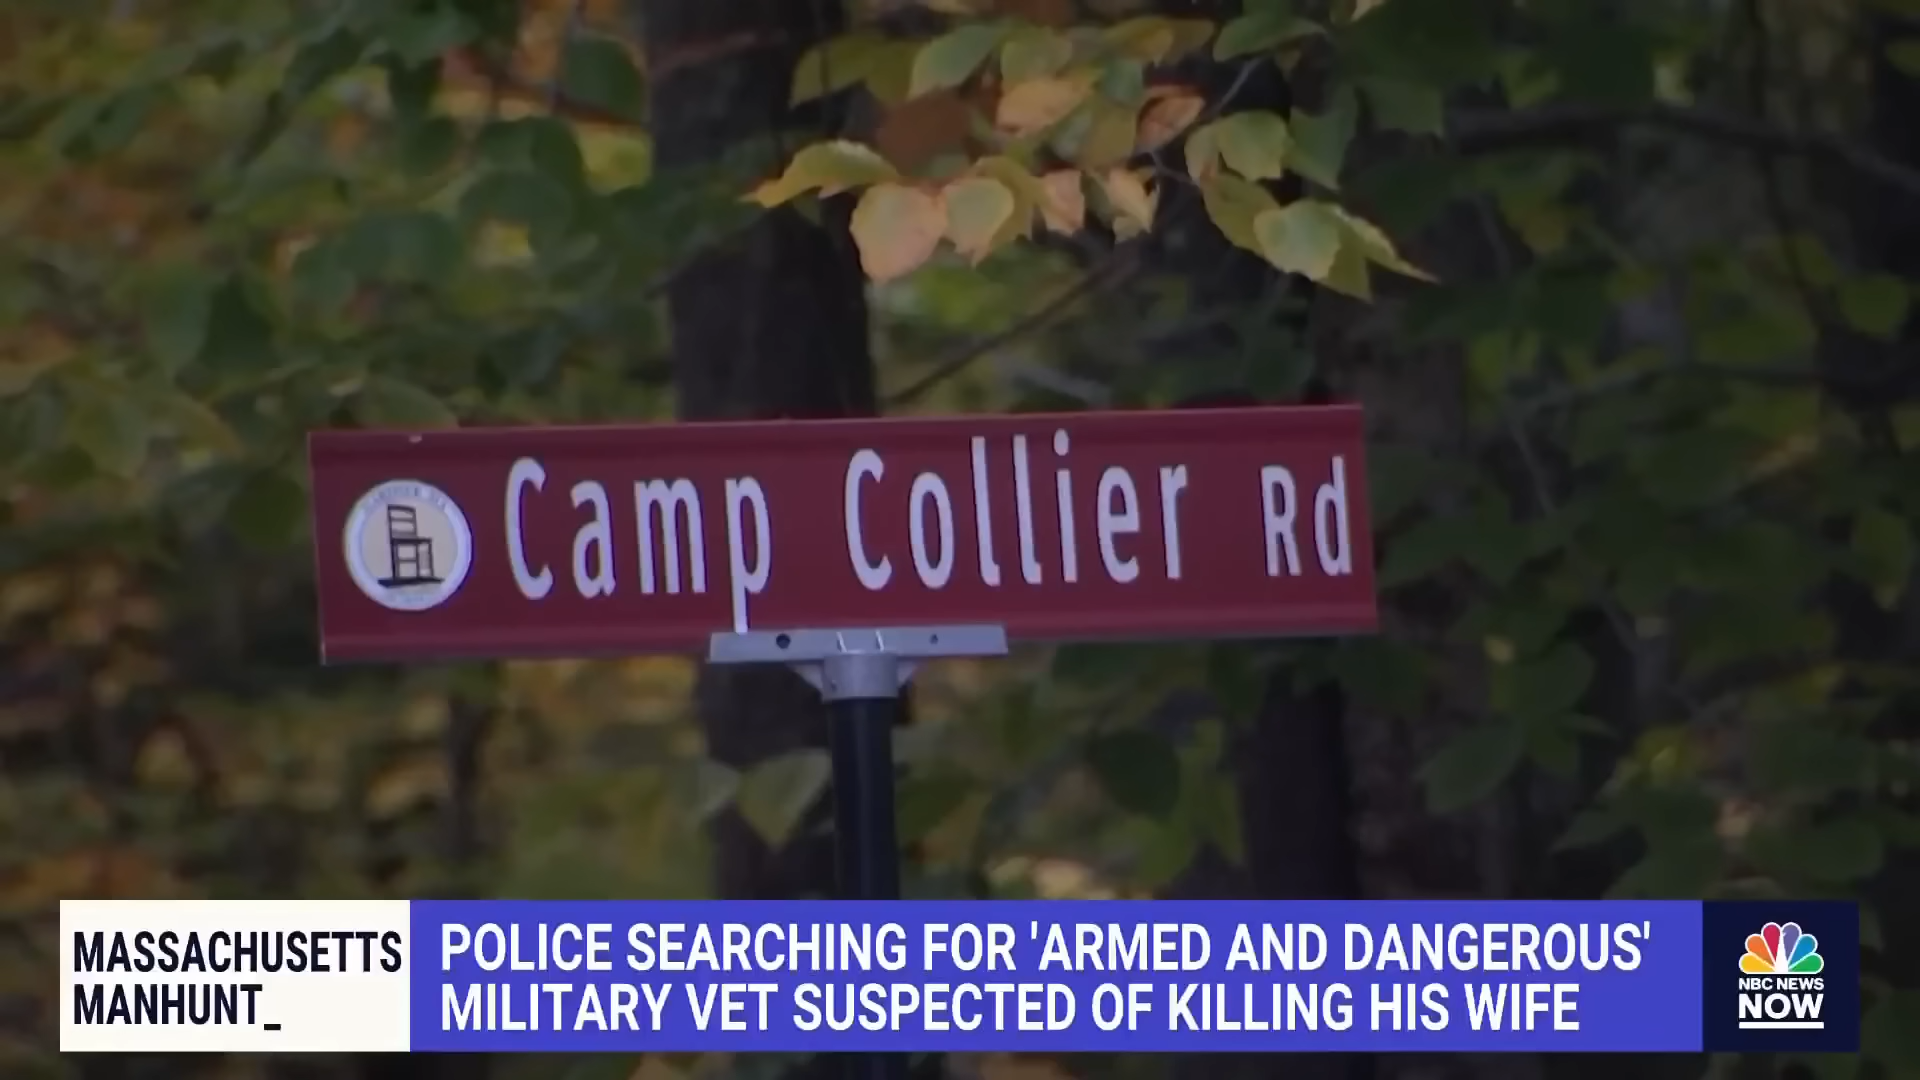 Camp Collier Rd
MASSACHUSETTS
MANHUNT_
POLICE SEARCHING FOR 'ARMED AND DANGEROUS'
MILITARY VET SUSPECTED OF KILLING HIS WIFE
NBC NEWS
NOW